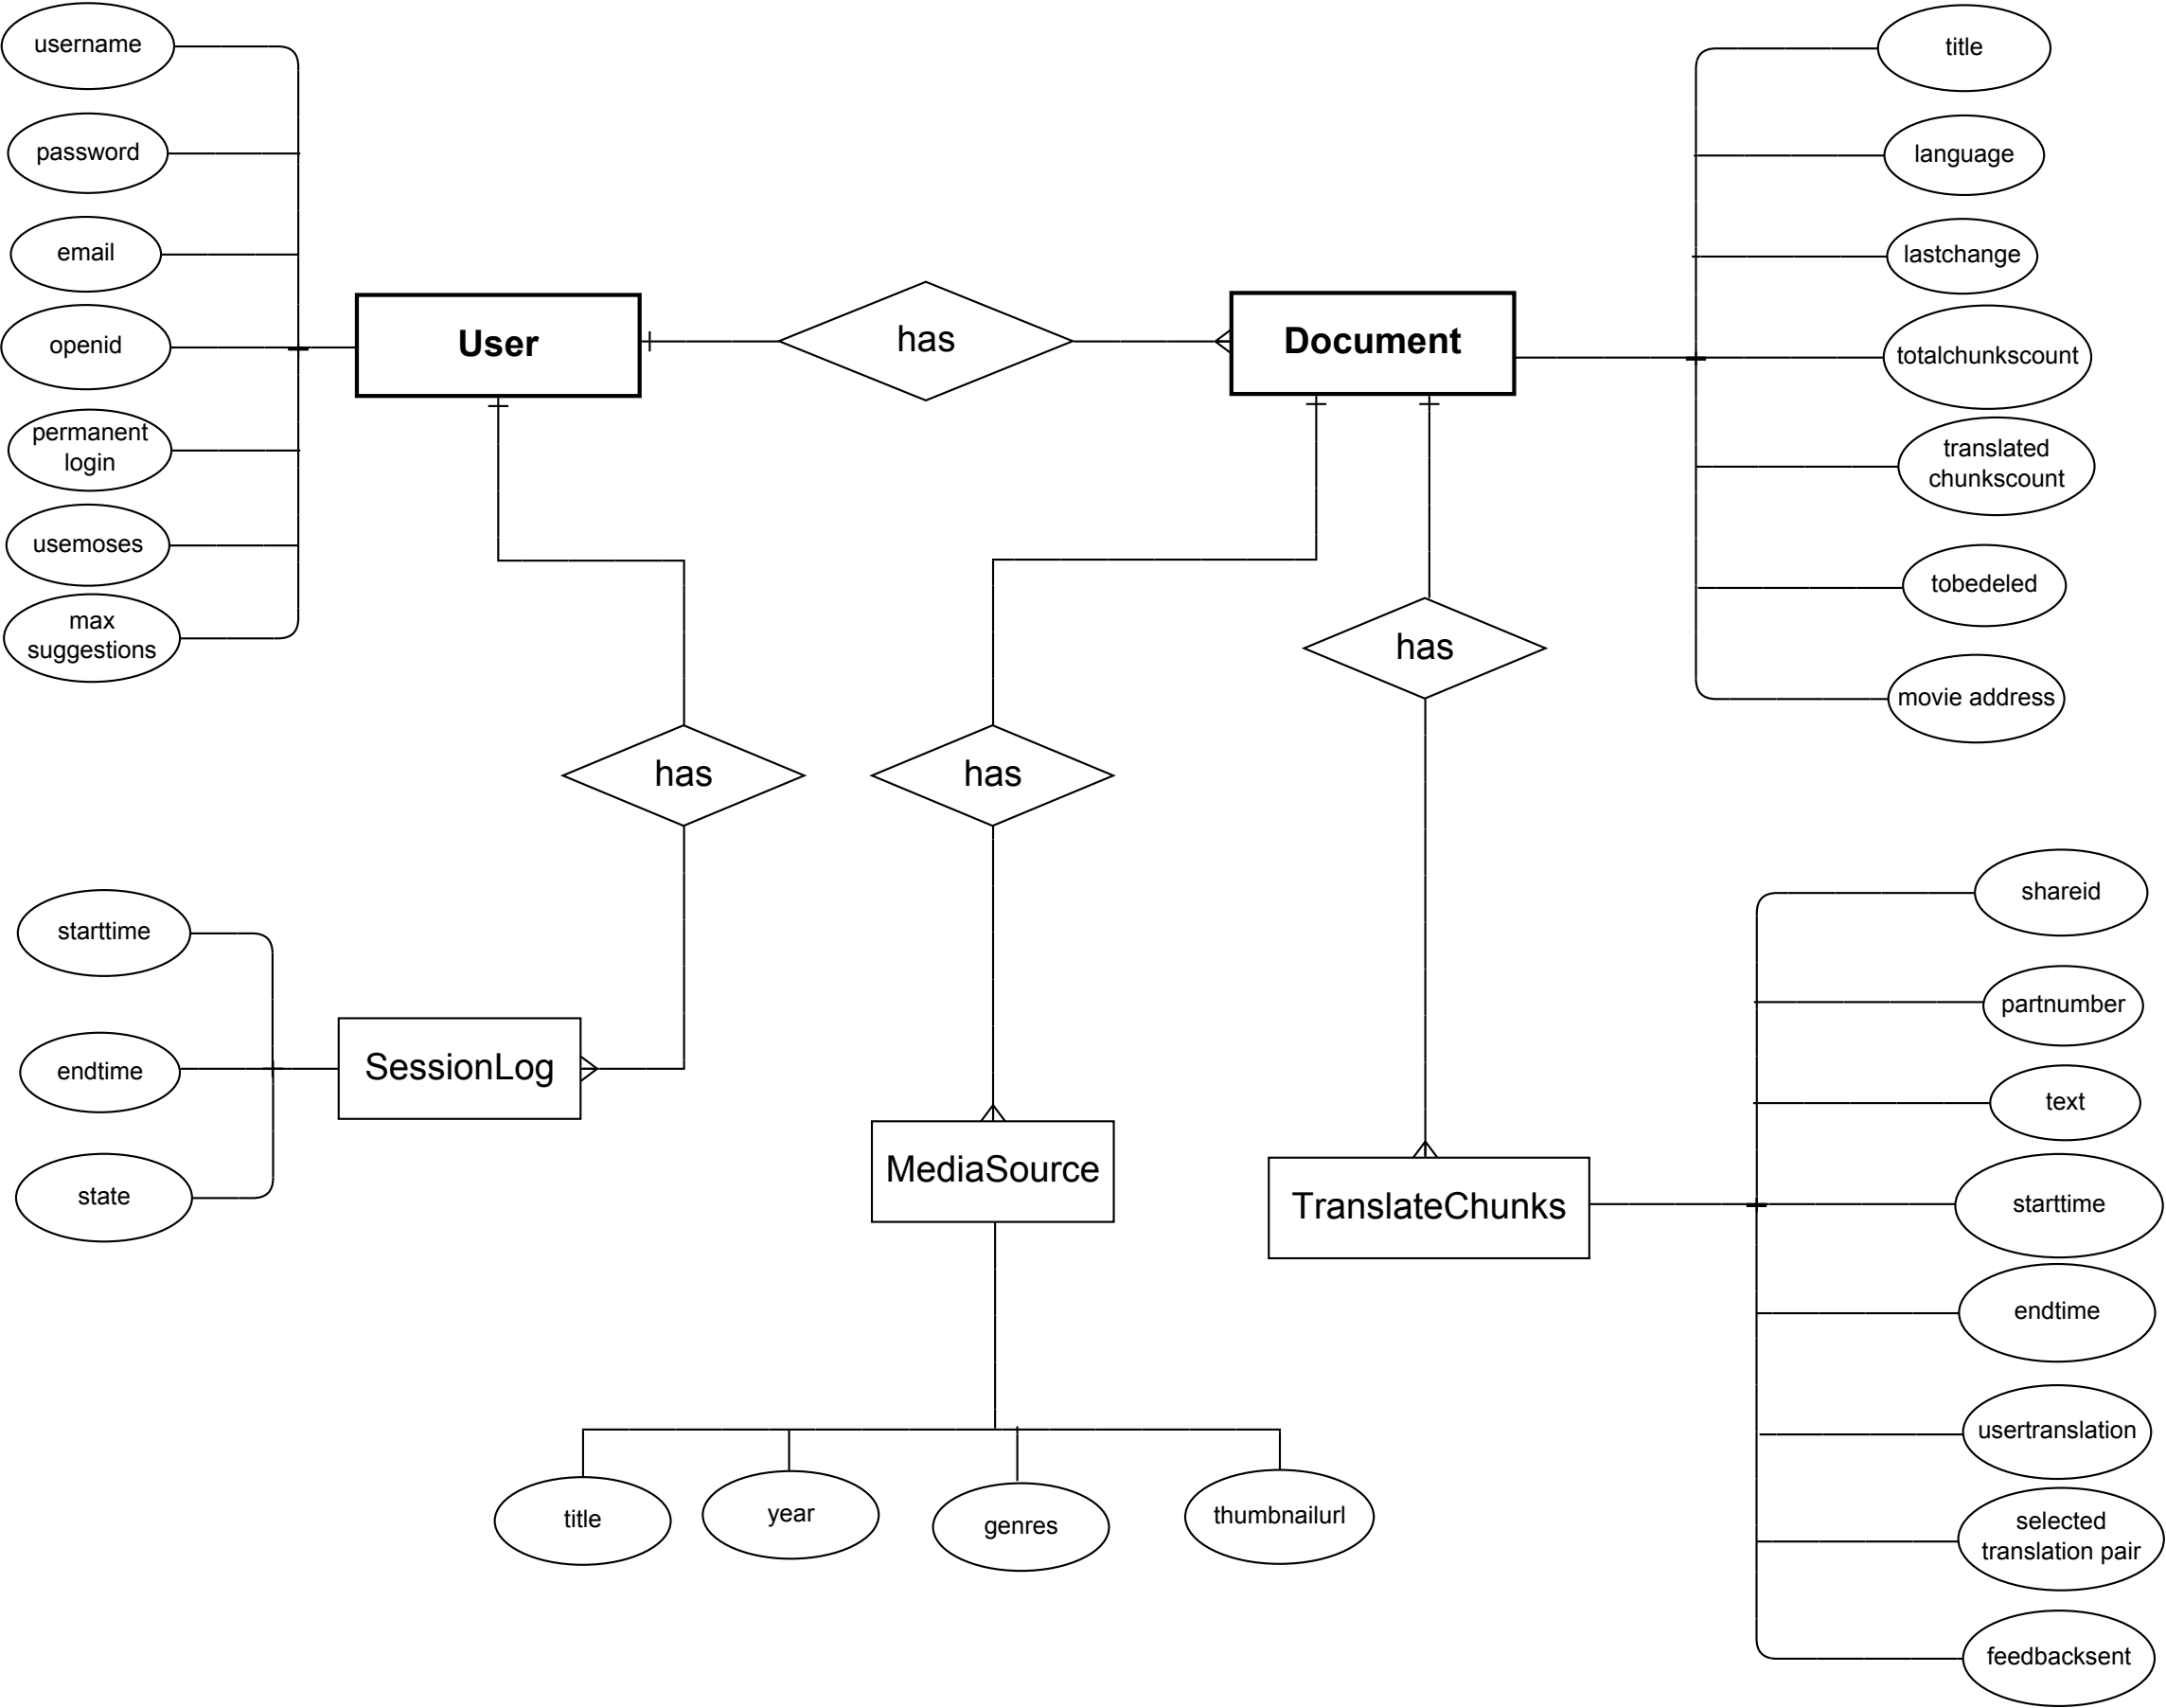 username
password
email
openid
permanent
login
usemoses
max
suggestions
User
has
Document
title
language
lastchange
totalchunkscount
translated
chunkscount
tobedeled
movie address
has
has
has
starttime
endtime
state
SessionLog
MediaSource
TranslateChunks
shareid
partnumber
text
starttime
endtime
usertranslation
selected
translation pair
feedbacksent
title
year
genres
thumbnailurl